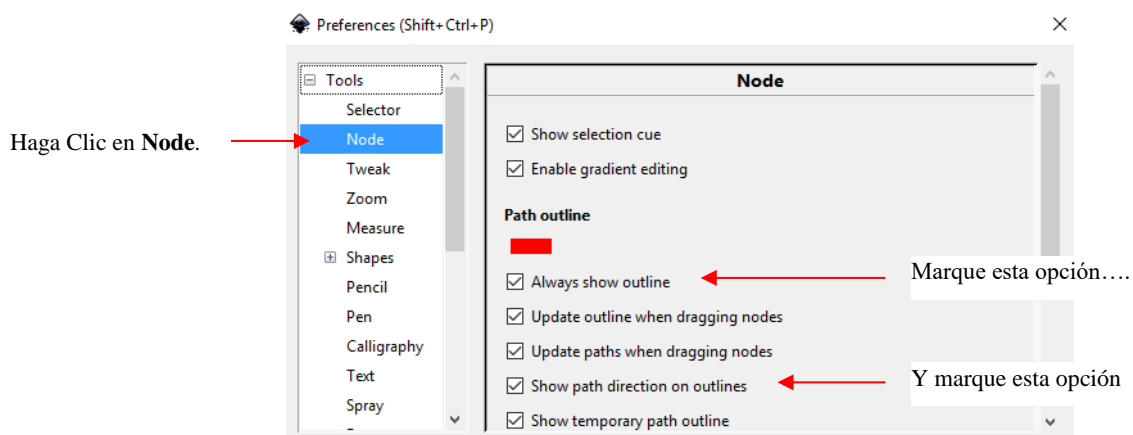 Preferences (Shift+Ctrl+P)
Tools
Selector
Node
Tweak
Zoom
Measure
Shapes
Pencil
Pen
Calligraphy
Text
Spray
Node
Show selection cue
Enable gradient editing
Path outline
Always show outline
Update outline when dragging nodes
Update paths when dragging nodes
Show path direction on outlines
Show temporary path outline
Haga Clic en Node.
Marque esta opción….
Y marque esta opción